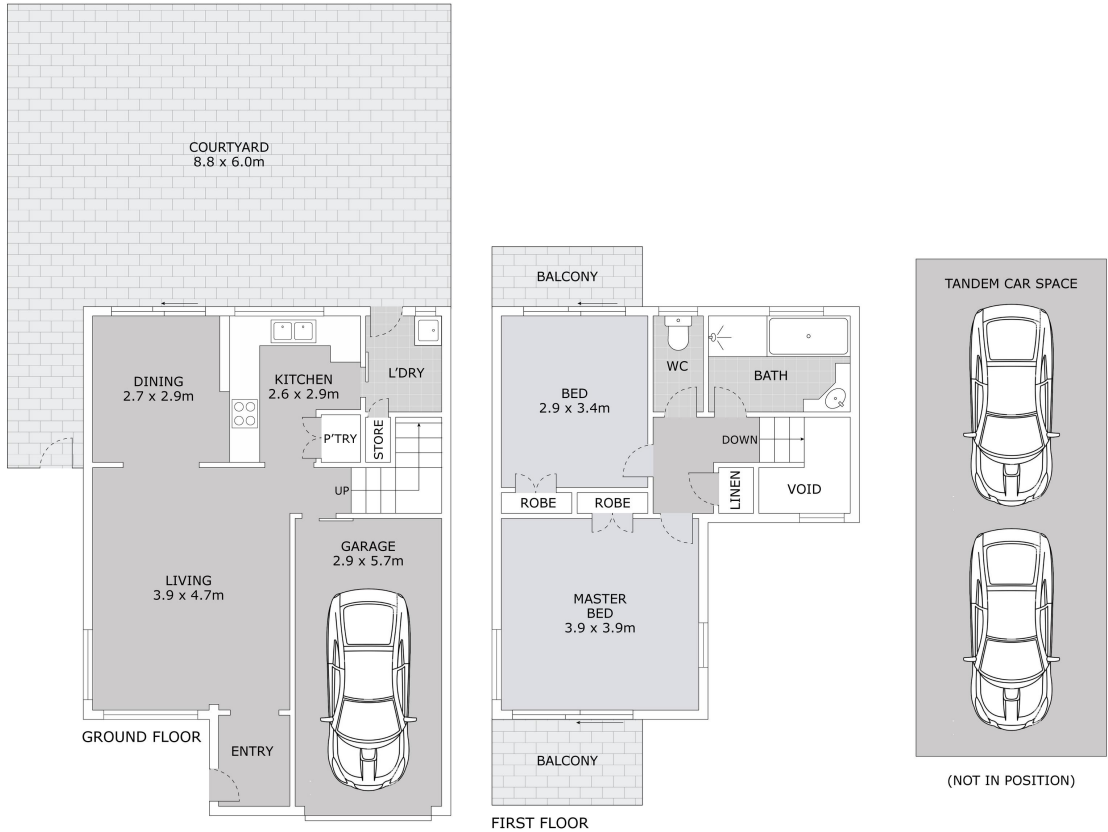 COURTYARD
8.8 x 6.0m
DINING
2.7 x 2.9m
KITCHEN
2.6 x 2.9m
L'DRY
P'TRY
STORE
UP
GARAGE
2.9 x 5.7m
LIVING
3.9 x 4.7m
GROUND FLOOR
ENTRY
BALCONY
WC
BATH
BED
2.9 x 3.4m
DOWN
LINEN
VOID
ROBE
ROBE
MASTER
BED
3.9 x 3.9m
BALCONY
FIRST FLOOR
TANDEM CAR SPACE
(NOT IN POSITION)